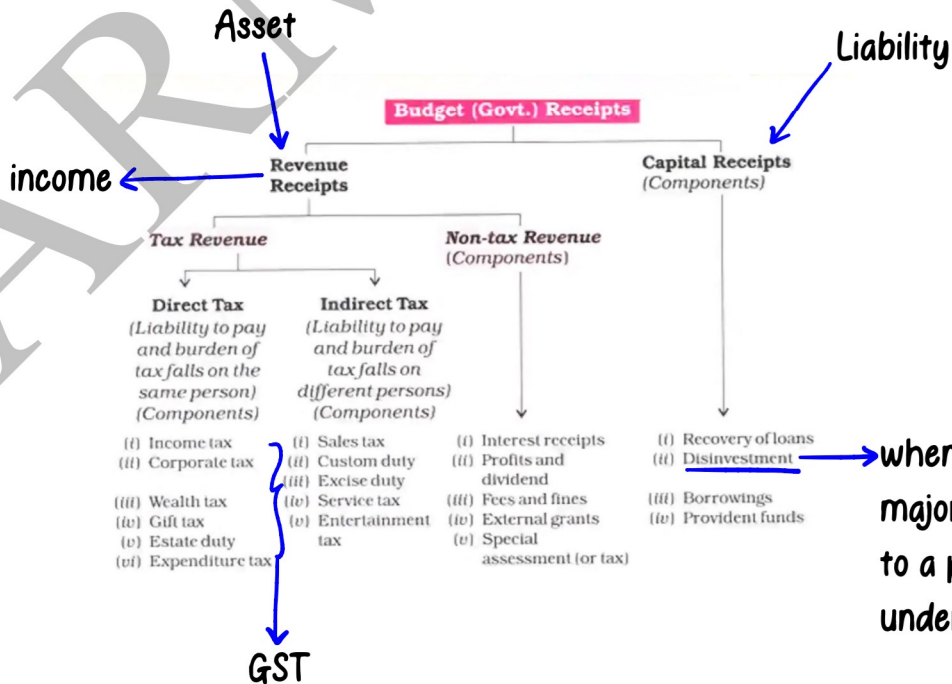 Asset
Liability
Budget (Govt.) Receipts
income
Revenue
Receipts
Capital Receipts
(Components)
Tax Revenue
Non-tax Revenue
(Components)
Direct Tax
(Liability to pay
and burden of
tax falls on the
same person)
(Components)
Indirect Tax
(Liability to pay
and burden of
tax falls on
different persons)
(Components)
(i) Income tax
(ii) Corporate tax
(iii) Wealth tax
(iv) Gift tax
(v) Estate duty
(vi) Expenditure tax
(i) Sales tax
(ii) Custom duty
(iii) Excise duty
(iv) Service tax
(v) Entertainment
tax
(i) Interest receipts
(ii) Profits and
dividend
(iii) Fees and fines
(iv) External grants
(v) Special
assessment (or tax)
(i) Recovery of loans
(ii) Disinvestment
(iii) Borrowings
(iv) Provident funds
major
to a
under
GST